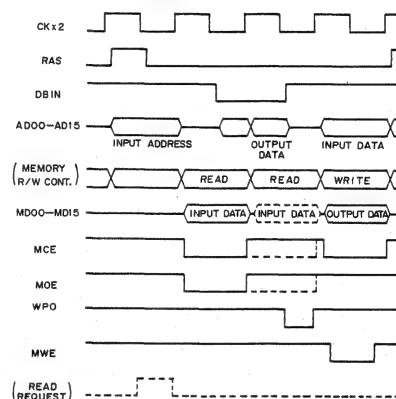 CKx2
RAS
DBIN
AD00—AD15
INPUT ADDRESS
OUTPUT DATA
INPUT DATA
(MEMORY R/W CONT.)
READ
READ
WRITE
MD00—MD15
INPUT DATA
INPUT DATA
OUTPUT DATA
MCE
MOE
WPO
MWE
(READ REQUEST)